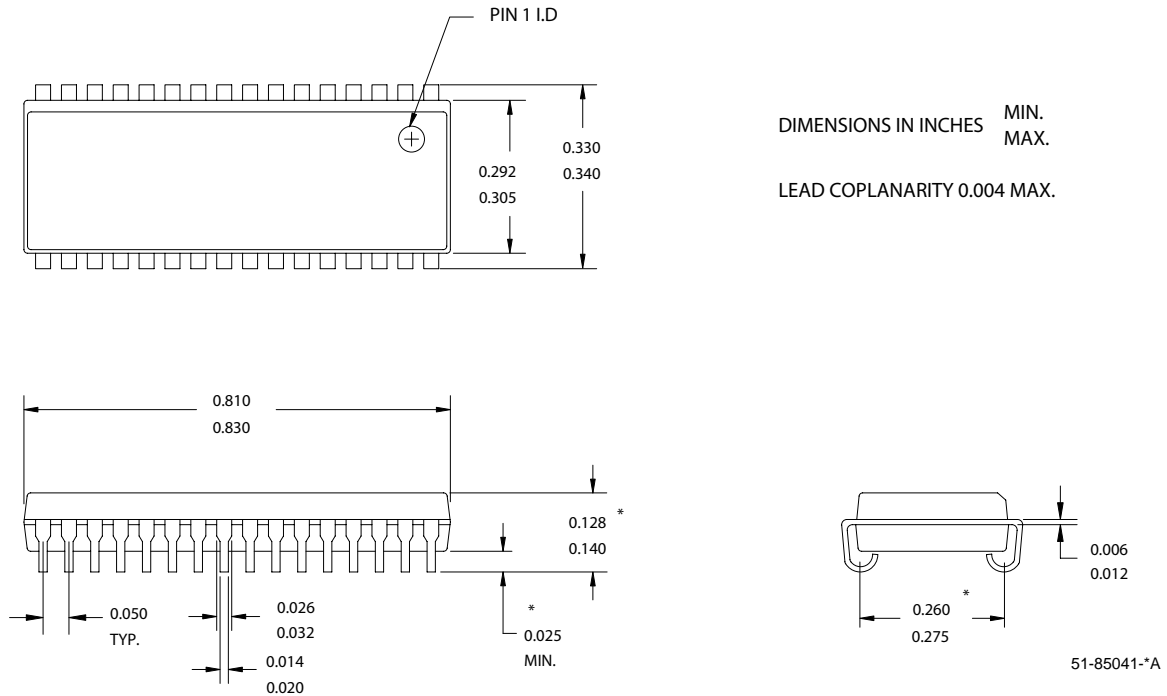 PIN 1 I.D
DIMENSIONS IN INCHES MIN.
MAX.
LEAD COPLANARITY 0.004 MAX.
0.292
0.305
0.330
0.340
0.810
0.830
0.128 *
0.140
0.050
TYP.
0.026
0.032
0.014
0.020
*
0.025
MIN.
0.006
0.012
0.260 *
0.275
51-85041-*A